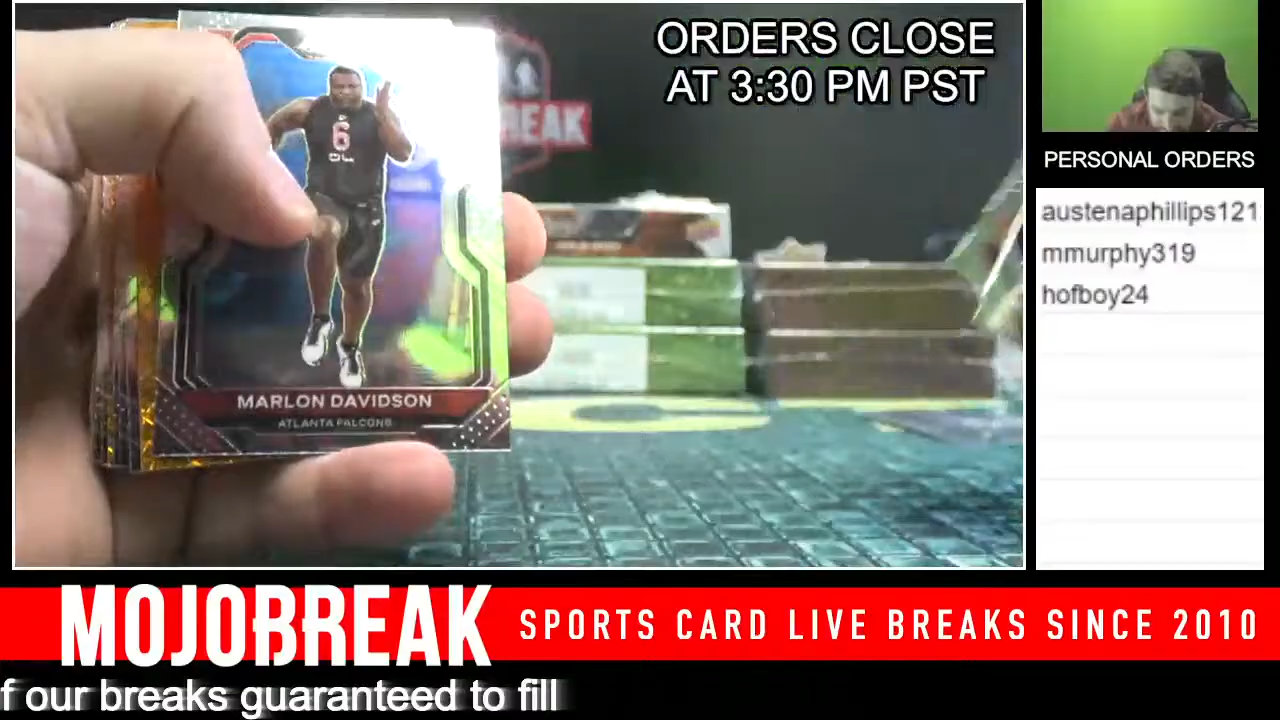 ORDERS CLOSE
AT 3:30 PM PST
6
MARLON DAVIDSON
ATLANTA FALCONS
REAK
PERSONAL ORDERS
austenaphillips121
mmurphy319
hofboy24
MOJOBREAK
SPORTS CARD LIVE BREAKS SINCE 2010
f our breaks guaranteed to fill